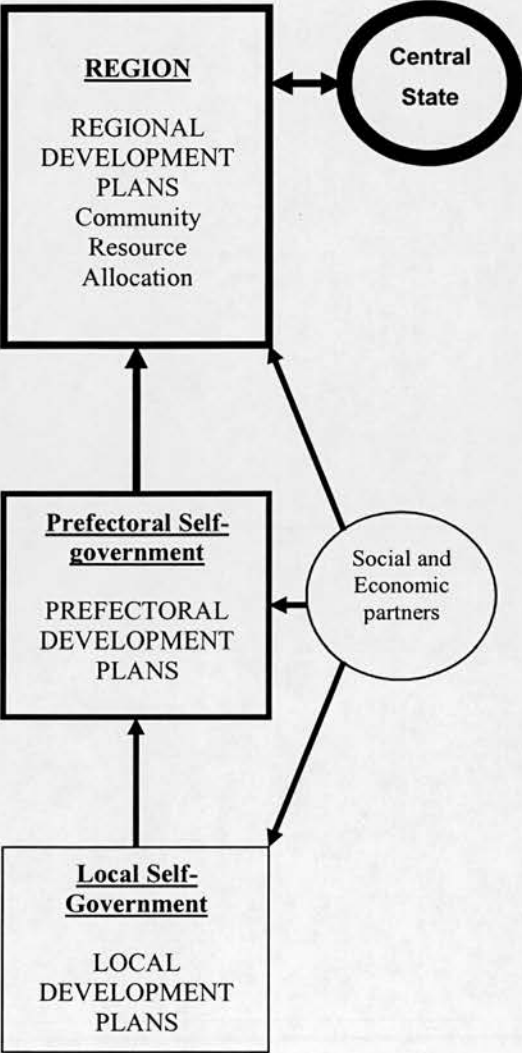 REGION
REGIONAL
DEVELOPMENT
PLANS
Community
Resource
Allocation
Central
State
Prefectoral Self-
government
PREFECTORAL
DEVELOPMENT
PLANS
Social and
Economic
partners
Local Self-
Government
LOCAL
DEVELOPMENT
PLANS